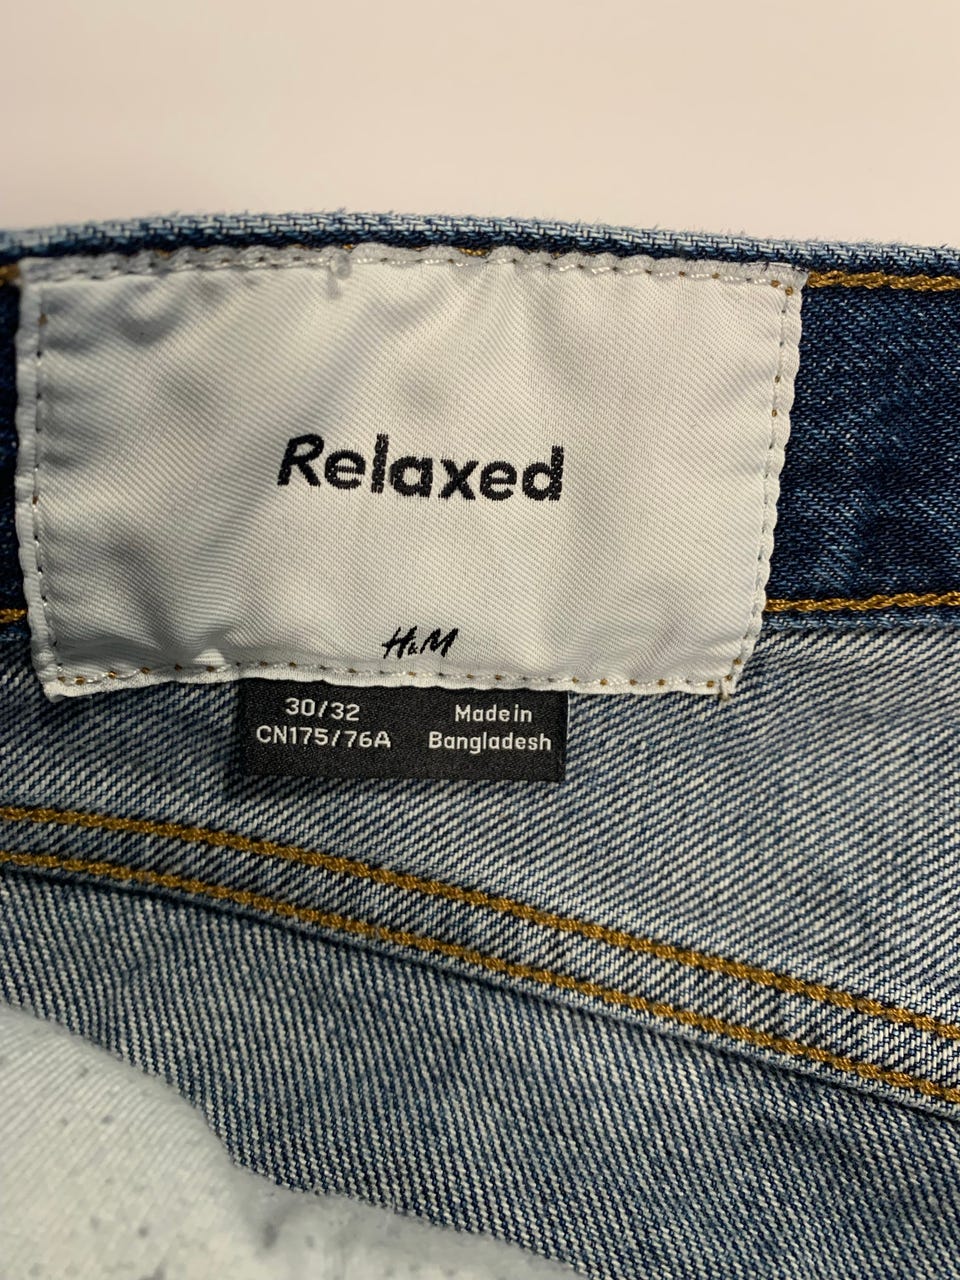 Relaxed
H&M
30/32
CN175/76A
Made in
Bangladesh